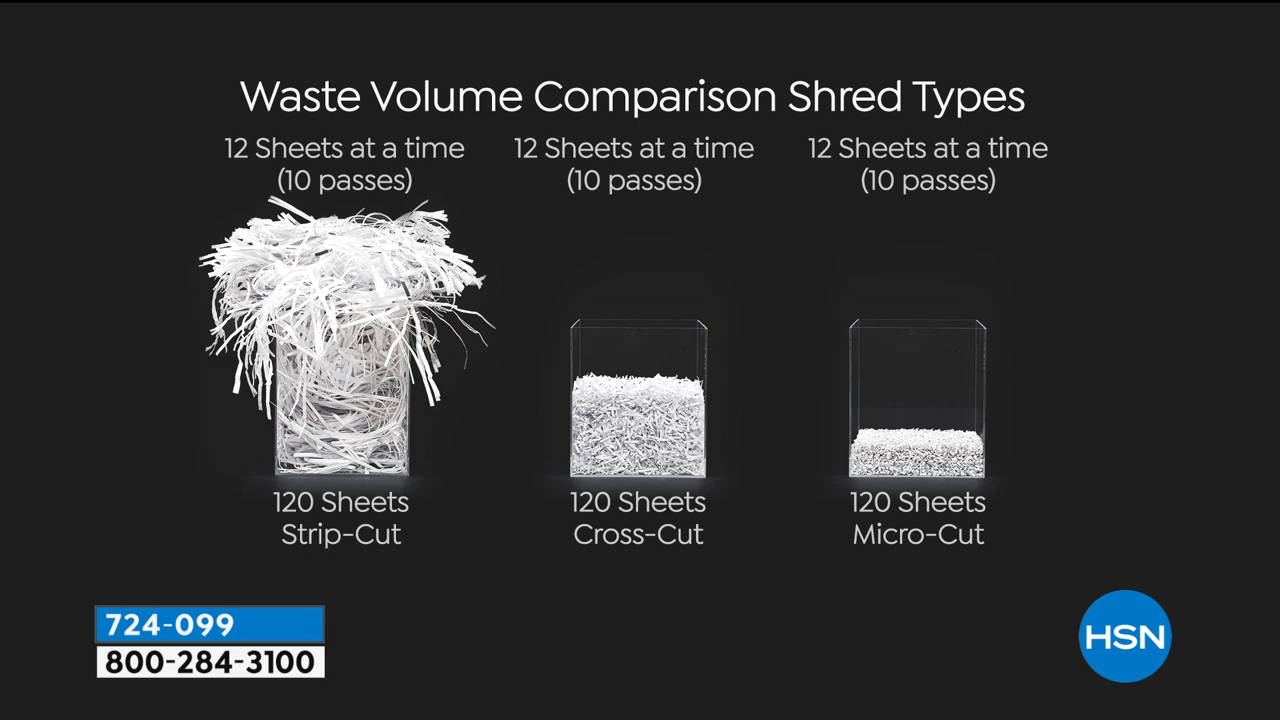 Waste Volume Comparison Shred Types
12 Sheets at a time
(10 passes)
12 Sheets at a time
(10 passes)
12 Sheets at a time
(10 passes)
120 Sheets
Strip-Cut
120 Sheets
Cross-Cut
120 Sheets
Micro-Cut
724-099
800-284-3100
HSN